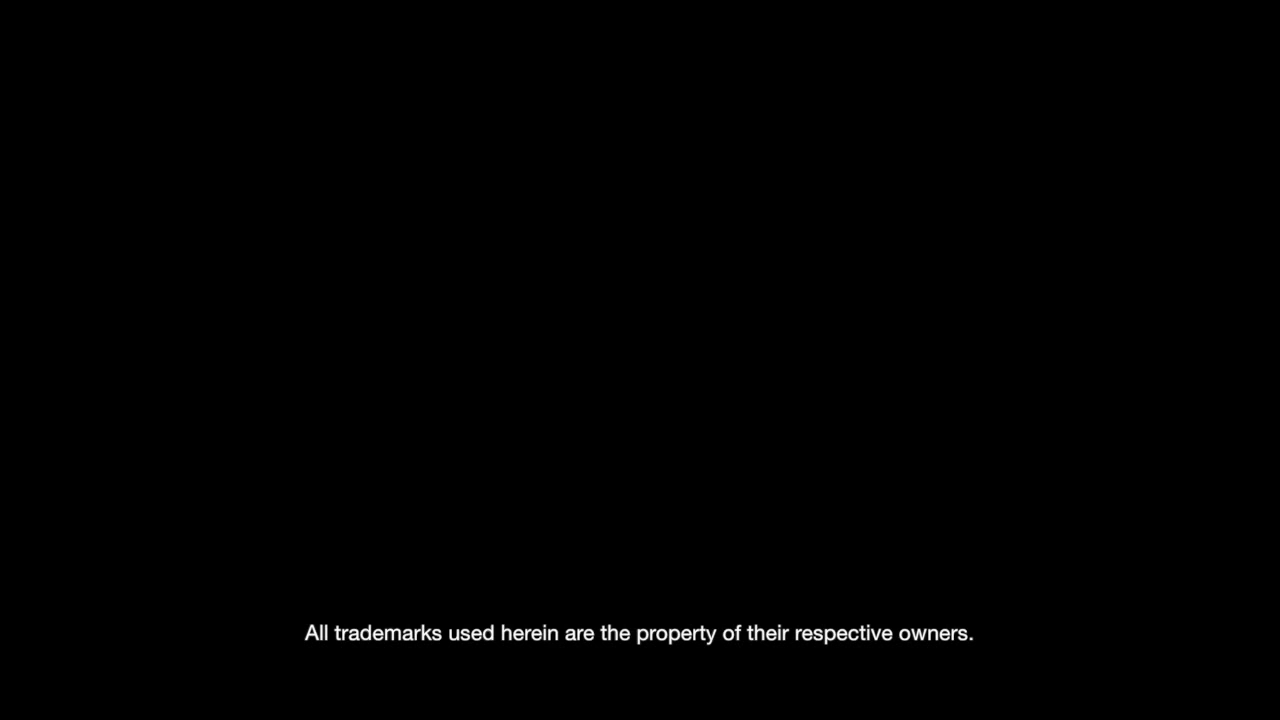 All trademarks used herein are the property of their respective owners.